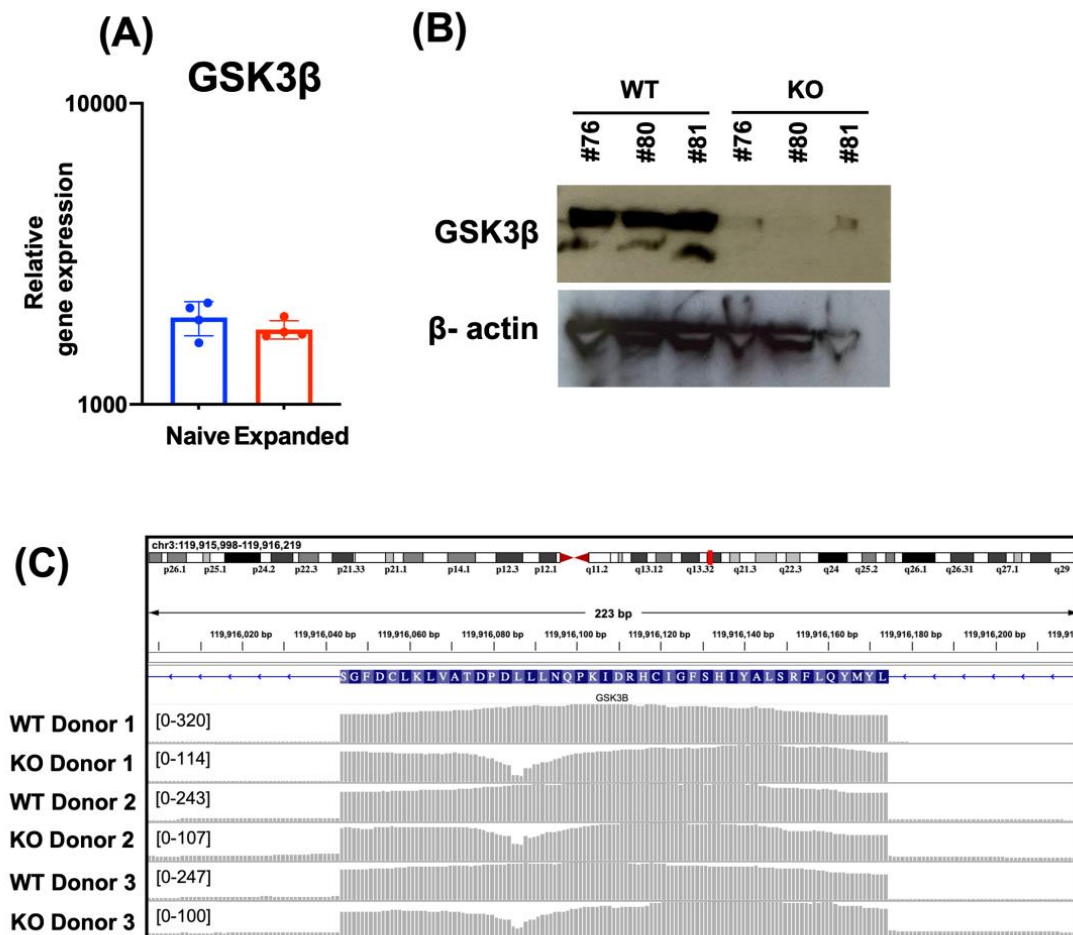 (A)
GSK3β
10000
Relative
gene expression
1000
Naive Expanded
(B)
WT KO
#76 #80 #81 #76 #80 #81
GSK3β
β- actin
(C)
chr3:119,915,998-119,916,219
p26.1 p25.1 p24.2 p22.3 p21.33 p21.1 p14.1 p12.3 p12.1 q11.2 q13.12 q13.32 q21.3 q22.3 q24 q25.2 q26.1 q26.31 q27.1 q29
223 bp
119,916,020 bp 119,916,040 bp 119,916,060 bp 119,916,080 bp 119,916,100 bp 119,916,120 bp 119,916,140 bp 119,916,160 bp 119,916,180 bp 119,916,200 bp
S G F D C L K L V A T D P D L L L N Q P K I D R H C I G F S H I Y A L S R F L Q Y M Y L
GSK3B
WT Donor 1 [0-320]
KO Donor 1 [0-114]
WT Donor 2 [0-243]
KO Donor 2 [0-107]
WT Donor 3 [0-247]
KO Donor 3 [0-100]